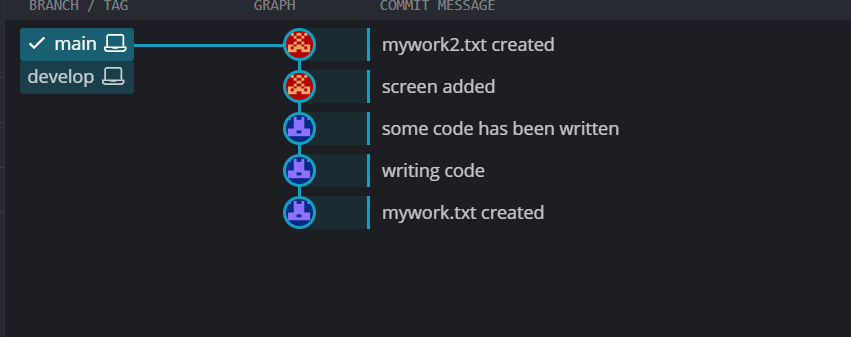 BRANCH / TAG GRAPH COMMIT MESSAGE
main mywork2.txt created
develop
screen added
some code has been written
writing code
mywork.txt created